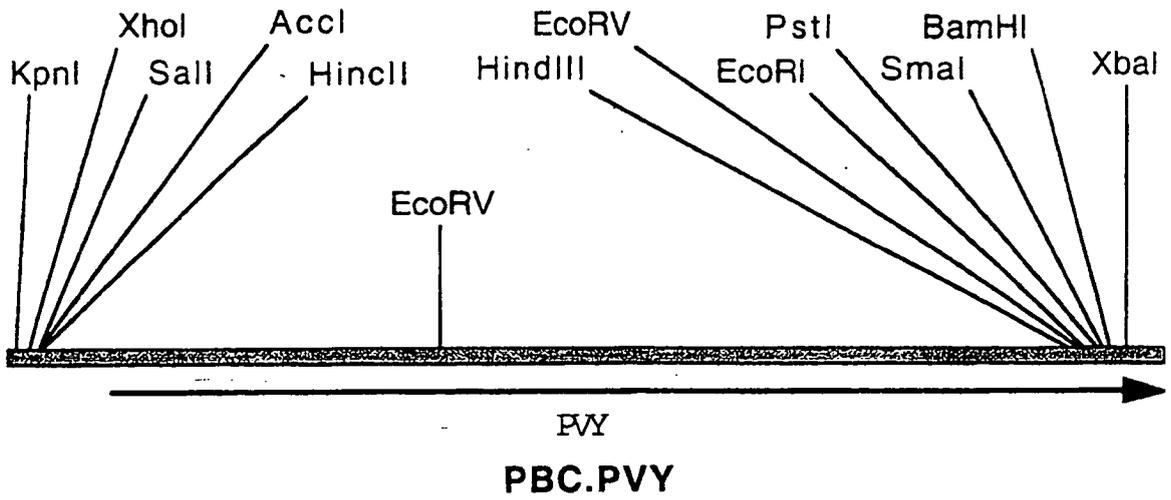 XhoI AccI EcoRV PstI BamHI
KpnI SalI HincII HindIII EcoRI SmaI XbaI
EcoRV
PVY
PBC.PVY